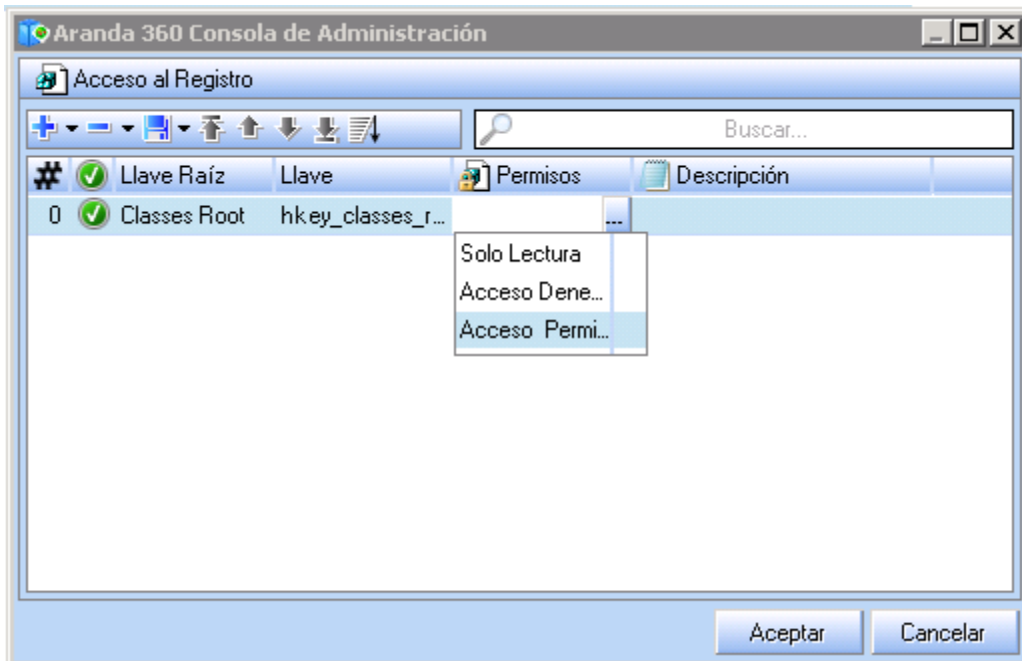 Aranda 360 Consola de Administración
Acceso al Registro
Buscar...
# Llave Raíz Llave Permisos Descripción
0 Classes Root hkey_classes_r... ...
Solo Lectura
Acceso Dene...
Acceso Permi...
Aceptar Cancelar